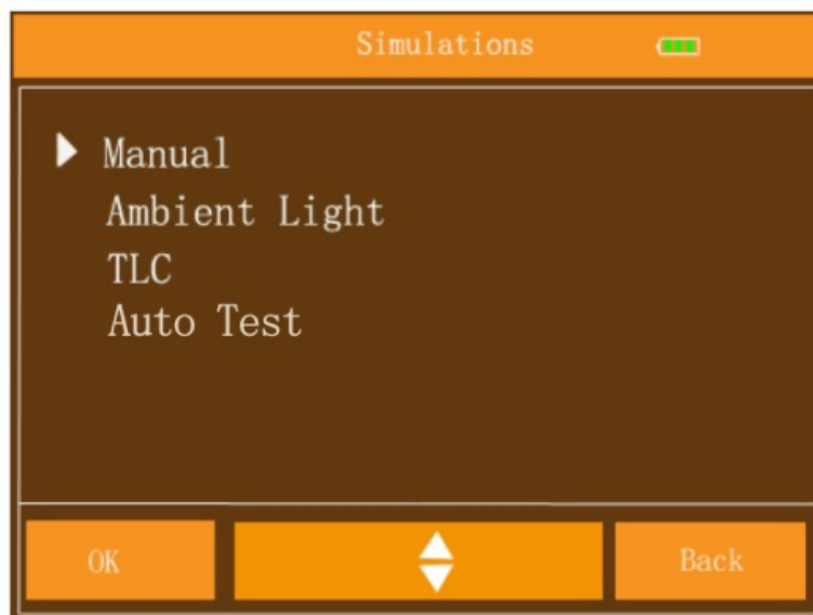 Simulations
Manual
Ambient Light
TLC
Auto Test
OK
Back